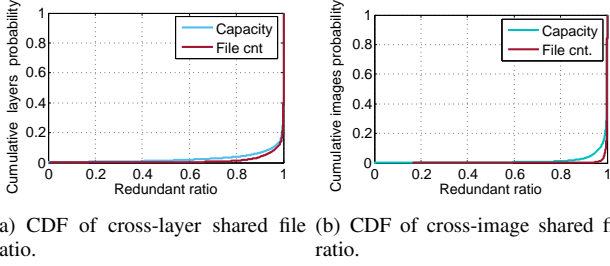 1
0.8
0.6
0.4
0.2
0
0 0.2 0.4 0.6 0.8 1
Cumulative layers probability
Redundant ratio
Capacity
File cnt
1
0.8
0.6
0.4
0.2
0
0 0.2 0.4 0.6 0.8 1
Cumulative images probability
Redundant ratio
Capacity
File cnt.
a) CDF of cross-layer shared file
atio.
(b) CDF of cross-image shared fi
ratio.